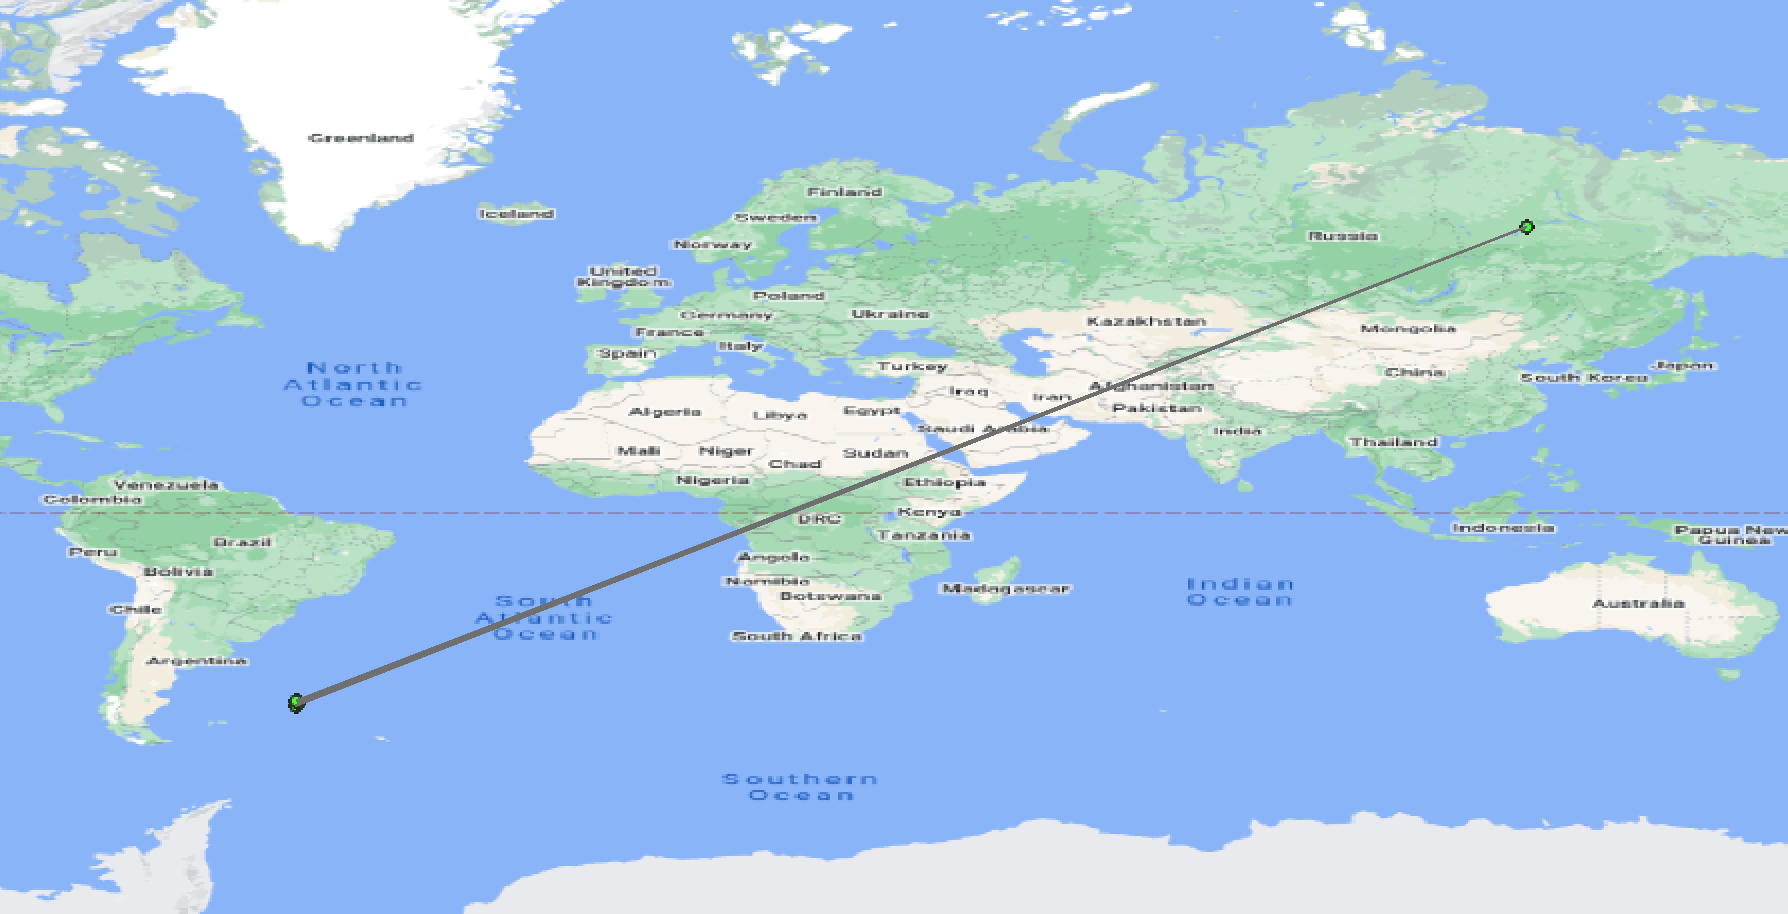 Greenland
Iceland
Finland
Sweden
Norway
Russia
United
Kingdom
Poland
Germany
Ukraine
France
Kazakhstan
Mongolia
Italy
Spain
Turkey
North
Atlantic
Ocean
Japan
China
South Korea
Afghanistan
Iraq
Iran
Pakistan
Algeria
Libya
Egypt
Saudi Arabia
India
Thailand
Mali
Niger
Sudan
Chad
Nigeria
Ethiopia
Venezuela
Colombia
Kenya
DRC
Indonesia
Papua New
Guinea
Tanzania
Brazil
Peru
Angola
Bolivia
Namibia
Botswana
Madagascar
Indian
Ocean
South
Atlantic
Ocean
Chile
Australia
South Africa
Argentina
Southern
Ocean